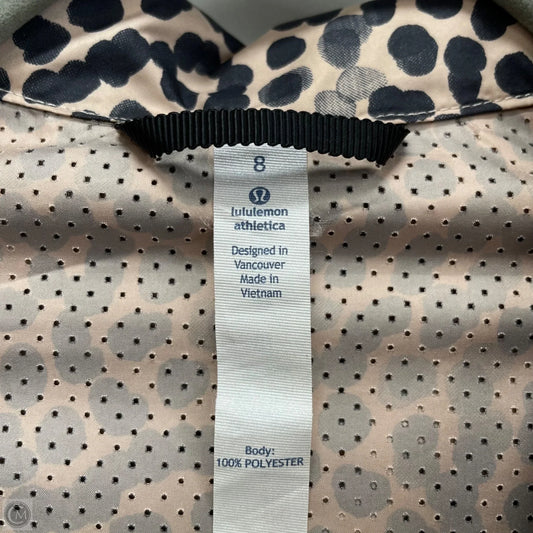 8
lululemon
athletica
Designed in
Vancouver
Made in
Vietnam
Body:
100% POLYESTER
M